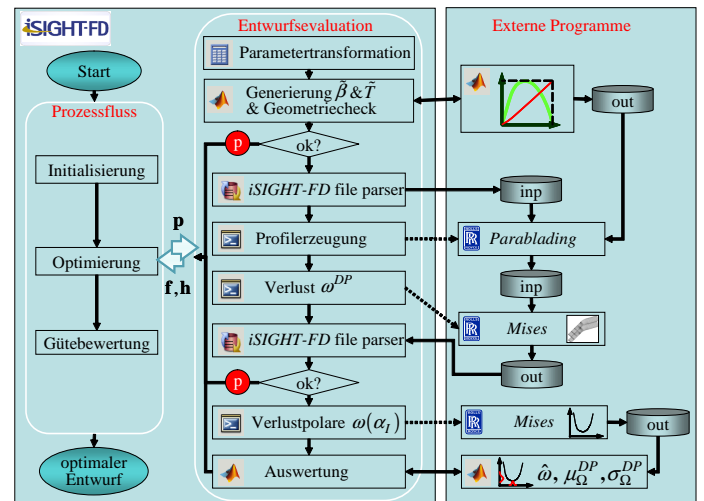 iSIGHT-FD
Start
Prozessfluss
Initialisierung
Optimierung
Gütebewertung
optimaler
Entwurf
p
f,h
Entwurfsevaluation
Parametertransformation
Generierung β̃ & T̃
& Geometriecheck
p
ok?
iSIGHT-FD file parser
Profilerzeugung
Verlust ω^DP
iSIGHT-FD file parser
p
ok?
Verlustpolare ω(α_I)
Auswertung
Externe Programme
out
inp
Parablading
inp
Mises
out
Mises
out
ω̂, μ_Ω^DP, σ_Ω^DP